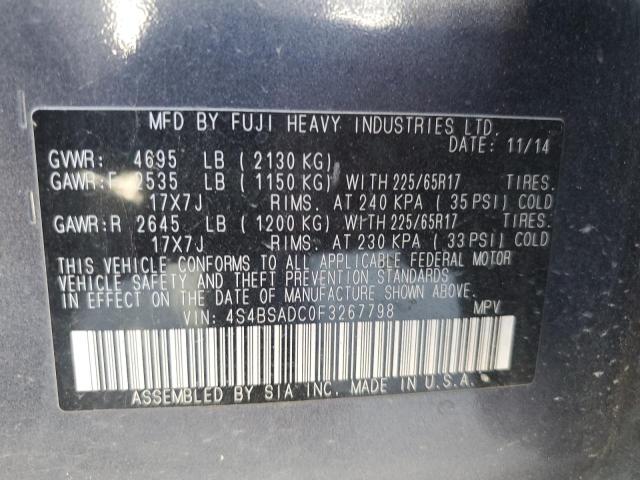 MFD BY FUJI HEAVY INDUSTRIES LTD.
DATE: 11/14
GVWR: 4695 LB ( 2130 KG)
GAWR:F 2535 LB ( 1150 KG) WITH 225/65R17 TIRES.
17X7J RIMS. AT 240 KPA ( 35 PSI) COLD
GAWR:R 2645 LB ( 1200 KG) WITH 225/65R17 TIRES.
17X7J RIMS. AT 230 KPA ( 33 PSI) COLD
THIS VEHICLE CONFORMS TO ALL APPLICABLE FEDERAL MOTOR
VEHICLE SAFETY AND THEFT PREVENTION STANDARDS
IN EFFECT ON THE DATE OF MANUFACTURE SHOWN ABOVE.
VIN: 4S4BSADC0F3267798 MPV
ASSEMBLED BY SIA INC. MADE IN U.S.A.